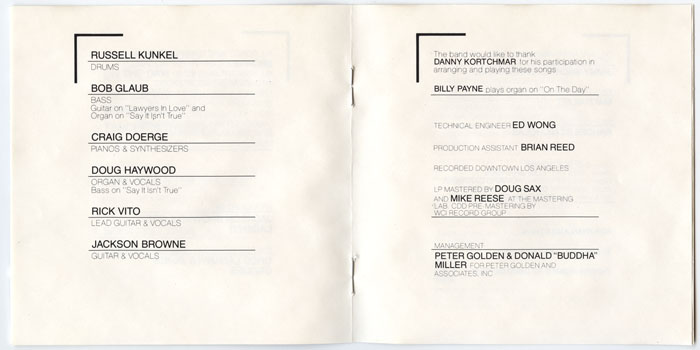 RUSSELL KUNKEL
DRUMS
BOB GLAUB
BASS
Guitar on "Lawyers In Love" and
Organ on "Say It Isn't True"
CRAIG DOERGE
PIANOS & SYNTHESIZERS
DOUG HAYWOOD
ORGAN & VOCALS
Bass on "Say It Isn't True"
RICK VITO
LEAD GUITAR & VOCALS
JACKSON BROWNE
GUITAR & VOCALS
The band would like to thank
DANNY KORTCHMAR for his participation in
arranging and playing these songs
BILLY PAYNE plays organ on "On The Day"
TECHNICAL ENGINEER ED WONG
PRODUCTION ASSISTANT BRIAN REED
RECORDED DOWNTOWN LOS ANGELES
LP MASTERED BY DOUG SAX
AND MIKE REESE AT THE MASTERING
LAB. CDD PRE-MASTERING BY
WCI RECORD GROUP
MANAGEMENT
PETER GOLDEN & DONALD "BUDDHA"
MILLER FOR PETER GOLDEN AND
ASSOCIATES, INC